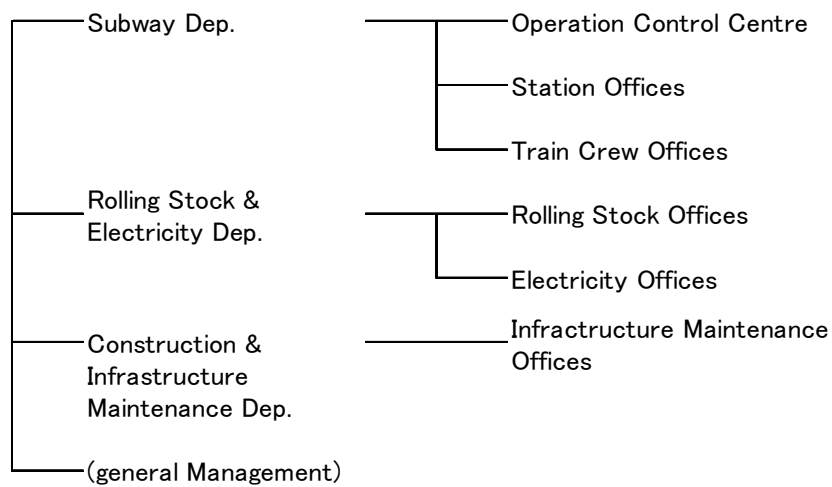 Subway Dep.
Operation Control Centre
Station Offices
Train Crew Offices
Rolling Stock &
Electricity Dep.
Rolling Stock Offices
Electricity Offices
Construction &
Infrastructure
Maintenance Dep.
Infractructure Maintenance
Offices
(general Management)